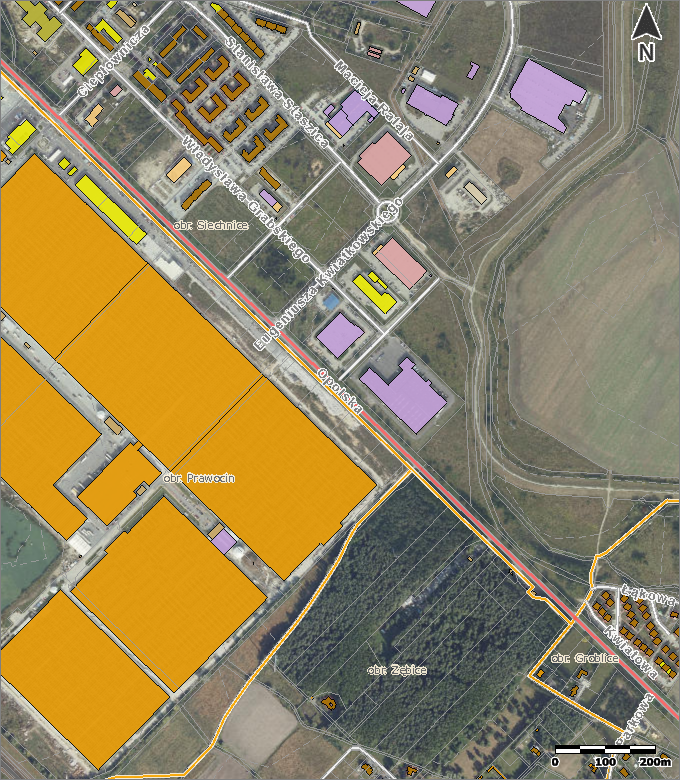 Ciepłownicza
Stanisława Staszica
Macieja Rataja
N
Władysława Grabskiego
obr. Siechnice
Eugeniusza Kwiatkowskiego
Opolska
obr. Prawocin
Łąkowa
Kwiatowa
obr. Groblice
obr. Zębice
Parkowa
0 100 200m